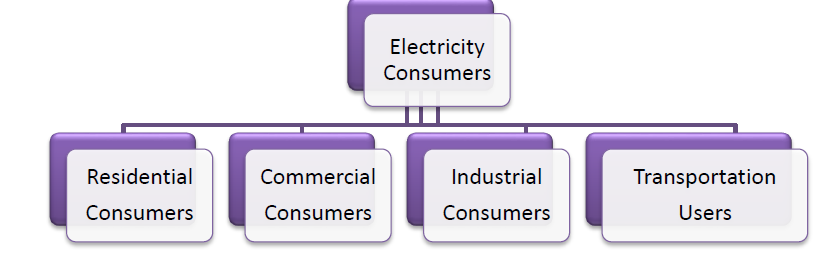 Electricity
Consumers
Residential
Consumers
Commercial
Consumers
Industrial
Consumers
Transportation
Users